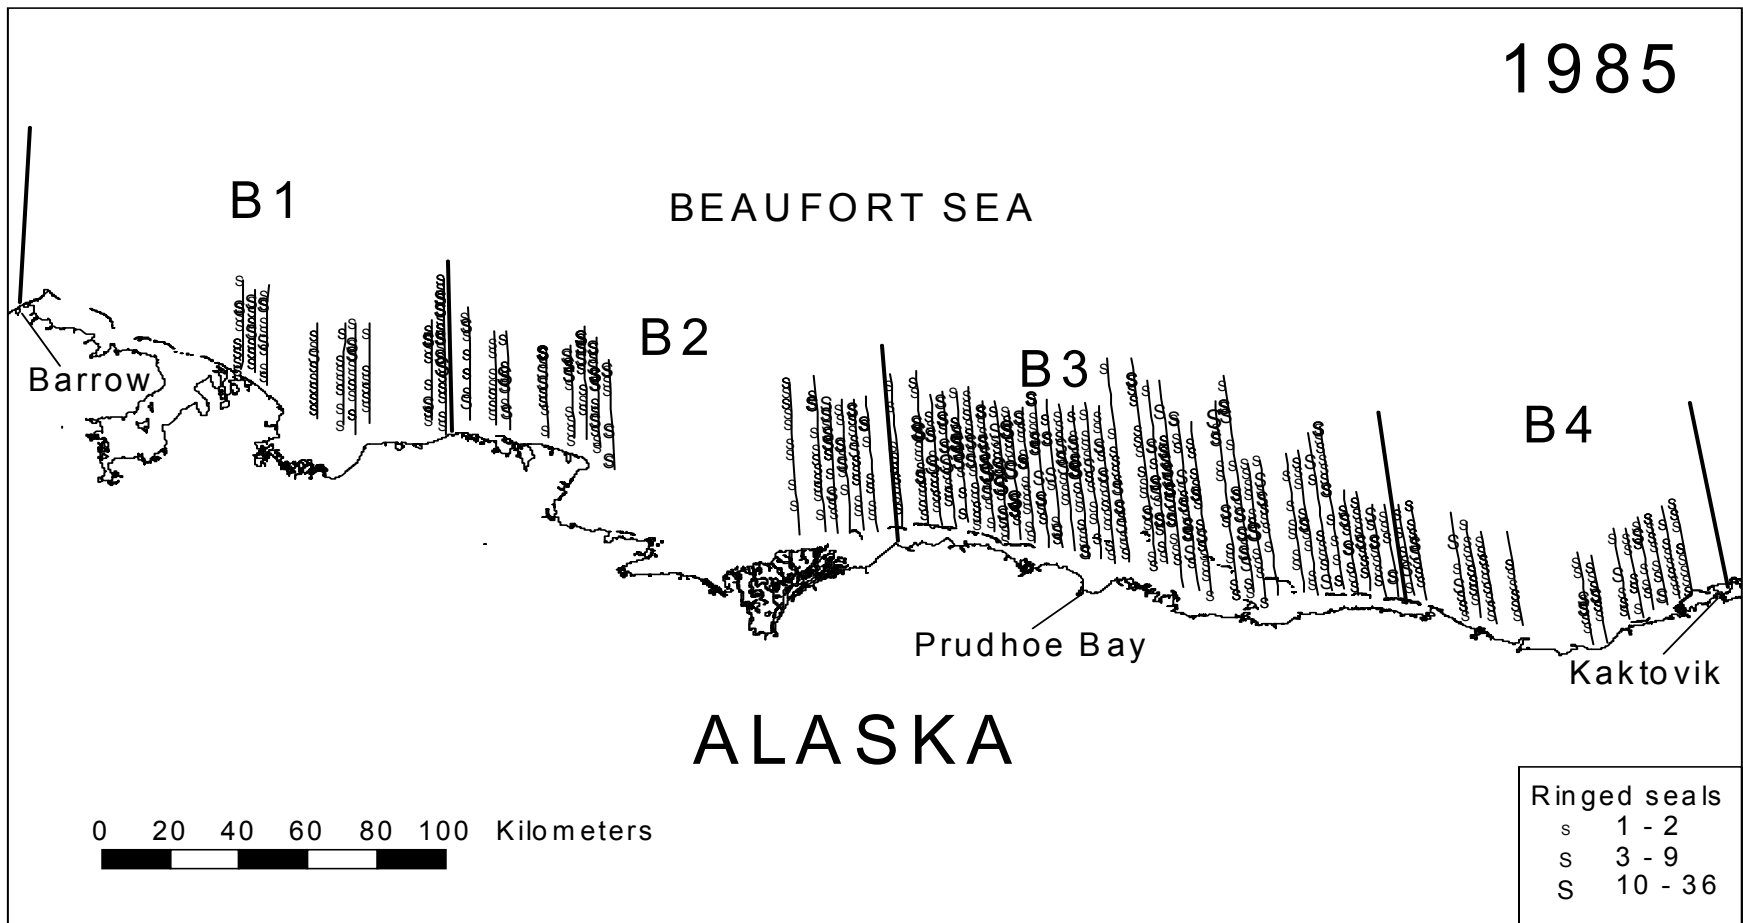 1985
B1
BEAUFORT SEA
B2
B3
B4
Barrow
Prudhoe Bay
Kaktovik
ALASKA
0 20 40 60 80 100 Kilometers
Ringed seals
s 1 - 2
s 3 - 9
S 10 - 36